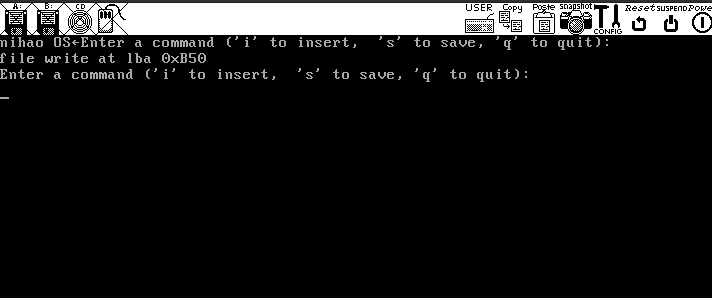 A: B: CD USER Copy Paste snapshot CONFIG Reset SUSPEND Power
nihao OS←Enter a command ('i' to insert,  's' to save, 'q' to quit):
file write at lba 0xB50
Enter a command ('i' to insert,  's' to save, 'q' to quit):
_